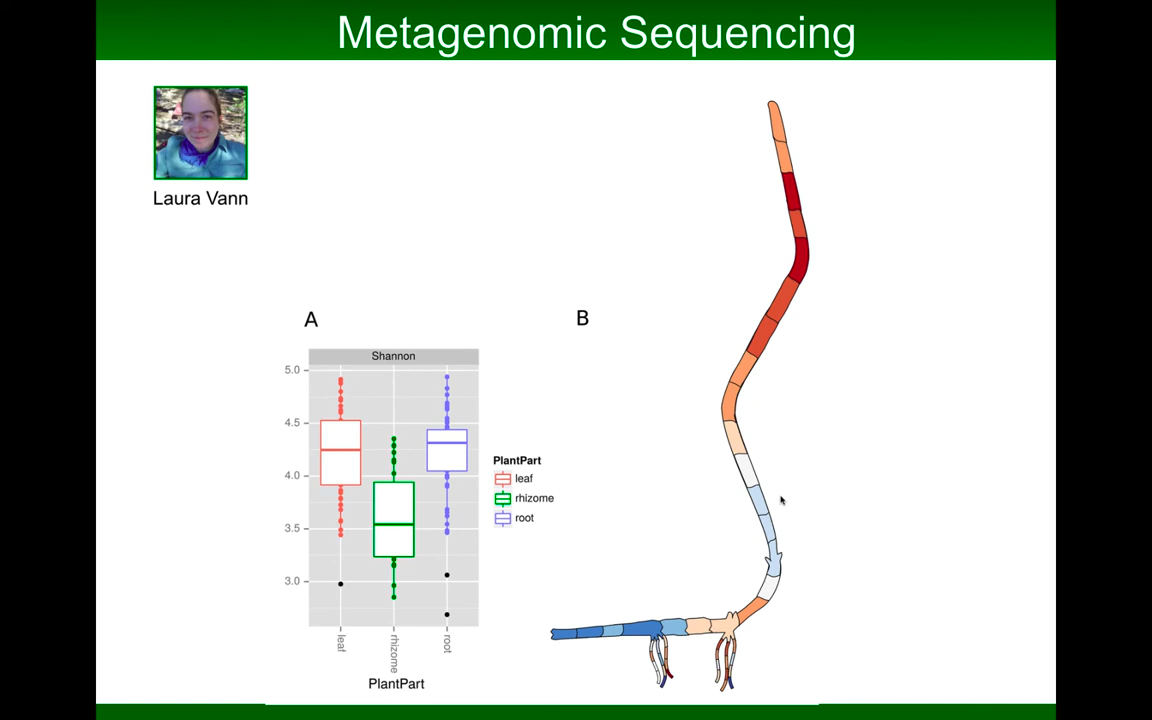 Metagenomic Sequencing
Laura Vann
A
B
Shannon
5.0
4.5
4.0
3.5
3.0
leaf
rhizome
root
PlantPart
PlantPart
leaf
rhizome
root